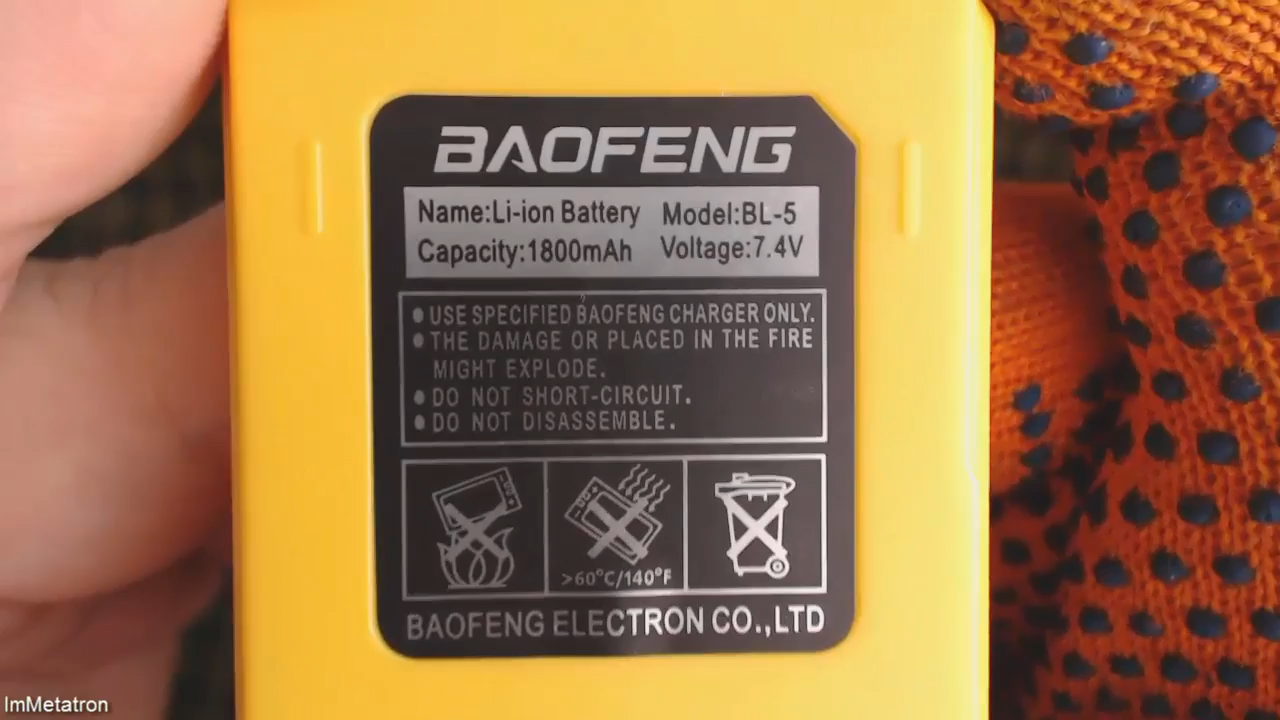 BAOFENG
Name:Li-ion Battery Model:BL-5
Capacity:1800mAh Voltage:7.4V
● USE SPECIFIED BAOFENG CHARGER ONLY.
● THE DAMAGE OR PLACED IN THE FIRE
MIGHT EXPLODE.
● DO NOT SHORT-CIRCUIT.
● DO NOT DISASSEMBLE.
>60°C/140°F
BAOFENG ELECTRON CO.,LTD
ImMetatron